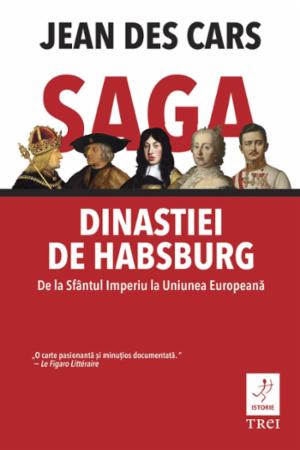 JEAN DES CARS
SAGA
DINASTIEI
DE HABSBURG
De la Sfântul Imperiu la Uniunea Europeană
„O carte pasionantă și minuțios documentată.”
— Le Figaro Littéraire
ISTORIE
TREI